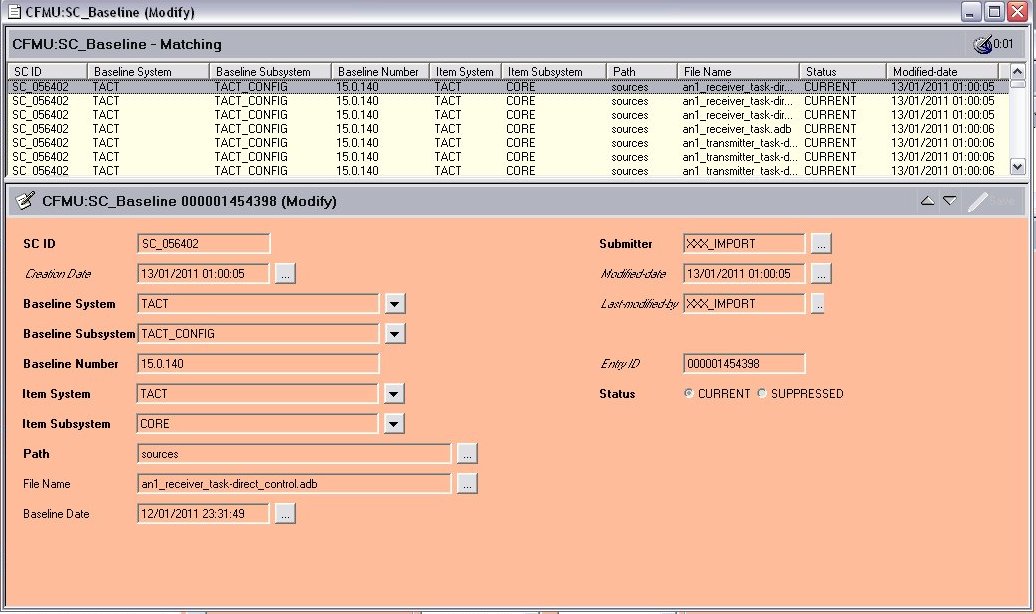 CFMU:SC_Baseline (Modify)
CFMU:SC_Baseline - Matching 0:01
SC ID Baseline System Baseline Subsystem Baseline Number Item System Item Subsystem Path File Name Status Modified-date
SC_056402 TACT TACT_CONFIG 15.0.140 TACT CORE sources an1_receiver_task-dir... CURRENT 13/01/2011 01:00:05
SC_056402 TACT TACT_CONFIG 15.0.140 TACT CORE sources an1_receiver_task-dir... CURRENT 13/01/2011 01:00:05
SC_056402 TACT TACT_CONFIG 15.0.140 TACT CORE sources an1_receiver_task-dir... CURRENT 13/01/2011 01:00:05
SC_056402 TACT TACT_CONFIG 15.0.140 TACT CORE sources an1_receiver_task.adb CURRENT 13/01/2011 01:00:06
SC_056402 TACT TACT_CONFIG 15.0.140 TACT CORE sources an1_transmitter_task-d... CURRENT 13/01/2011 01:00:06
SC_056402 TACT TACT_CONFIG 15.0.140 TACT CORE sources an1_transmitter_task-d... CURRENT 13/01/2011 01:00:06
SC_056402 TACT TACT_CONFIG 15.0.140 TACT CORE sources an1_transmitter_task-d... CURRENT 13/01/2011 01:00:06
CFMU:SC_Baseline 000001454398 (Modify) Save
SC ID SC_056402 Submitter XXX_IMPORT ...
Creation Date 13/01/2011 01:00:05 ... Modified-date 13/01/2011 01:00:05 ...
Baseline System TACT Last-modified-by XXX_IMPORT ..
Baseline Subsystem TACT_CONFIG
Baseline Number 15.0.140 Entry ID 000001454398
Item System TACT Status CURRENT SUPPRESSED
Item Subsystem CORE
Path sources ...
File Name an1_receiver_task-direct_control.adb ...
Baseline Date 12/01/2011 23:31:49 ...